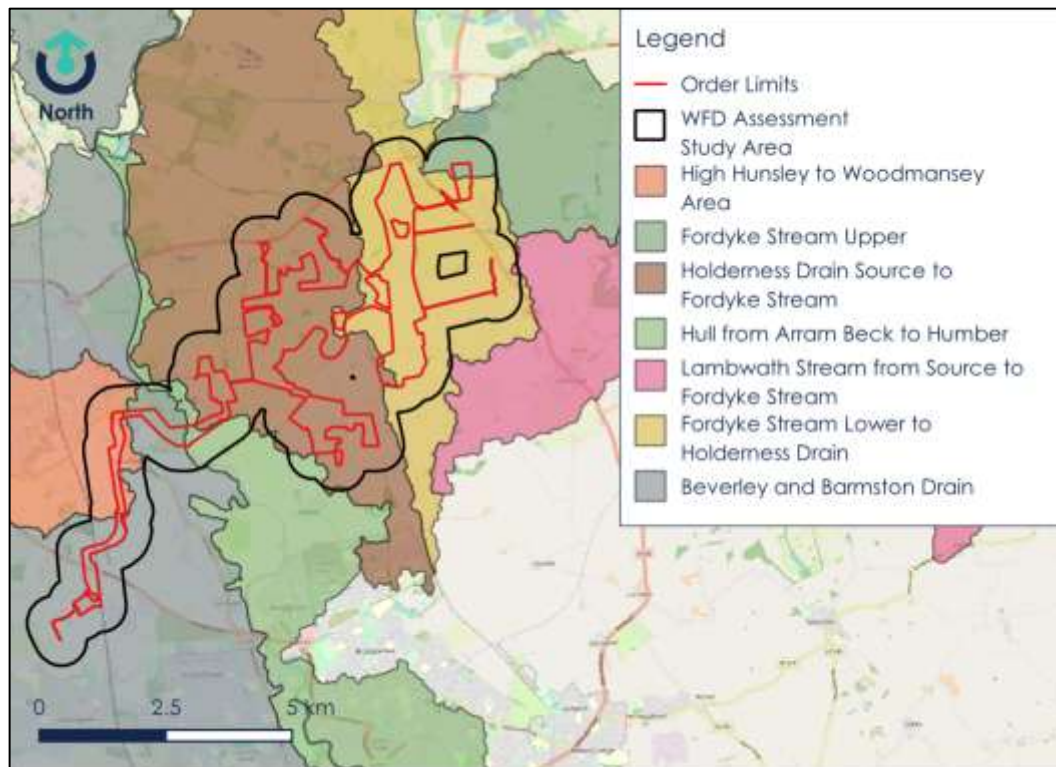 North
Legend
Order Limits
WFD Assessment
Study Area
High Hunsley to Woodmansey
Area
Fordyke Stream Upper
Holderness Drain Source to
Fordyke Stream
Hull from Arram Beck to Humber
Lambwath Stream from Source to
Fordyke Stream
Fordyke Stream Lower to
Holderness Drain
Beverley and Barmston Drain
0 2.5 5 km